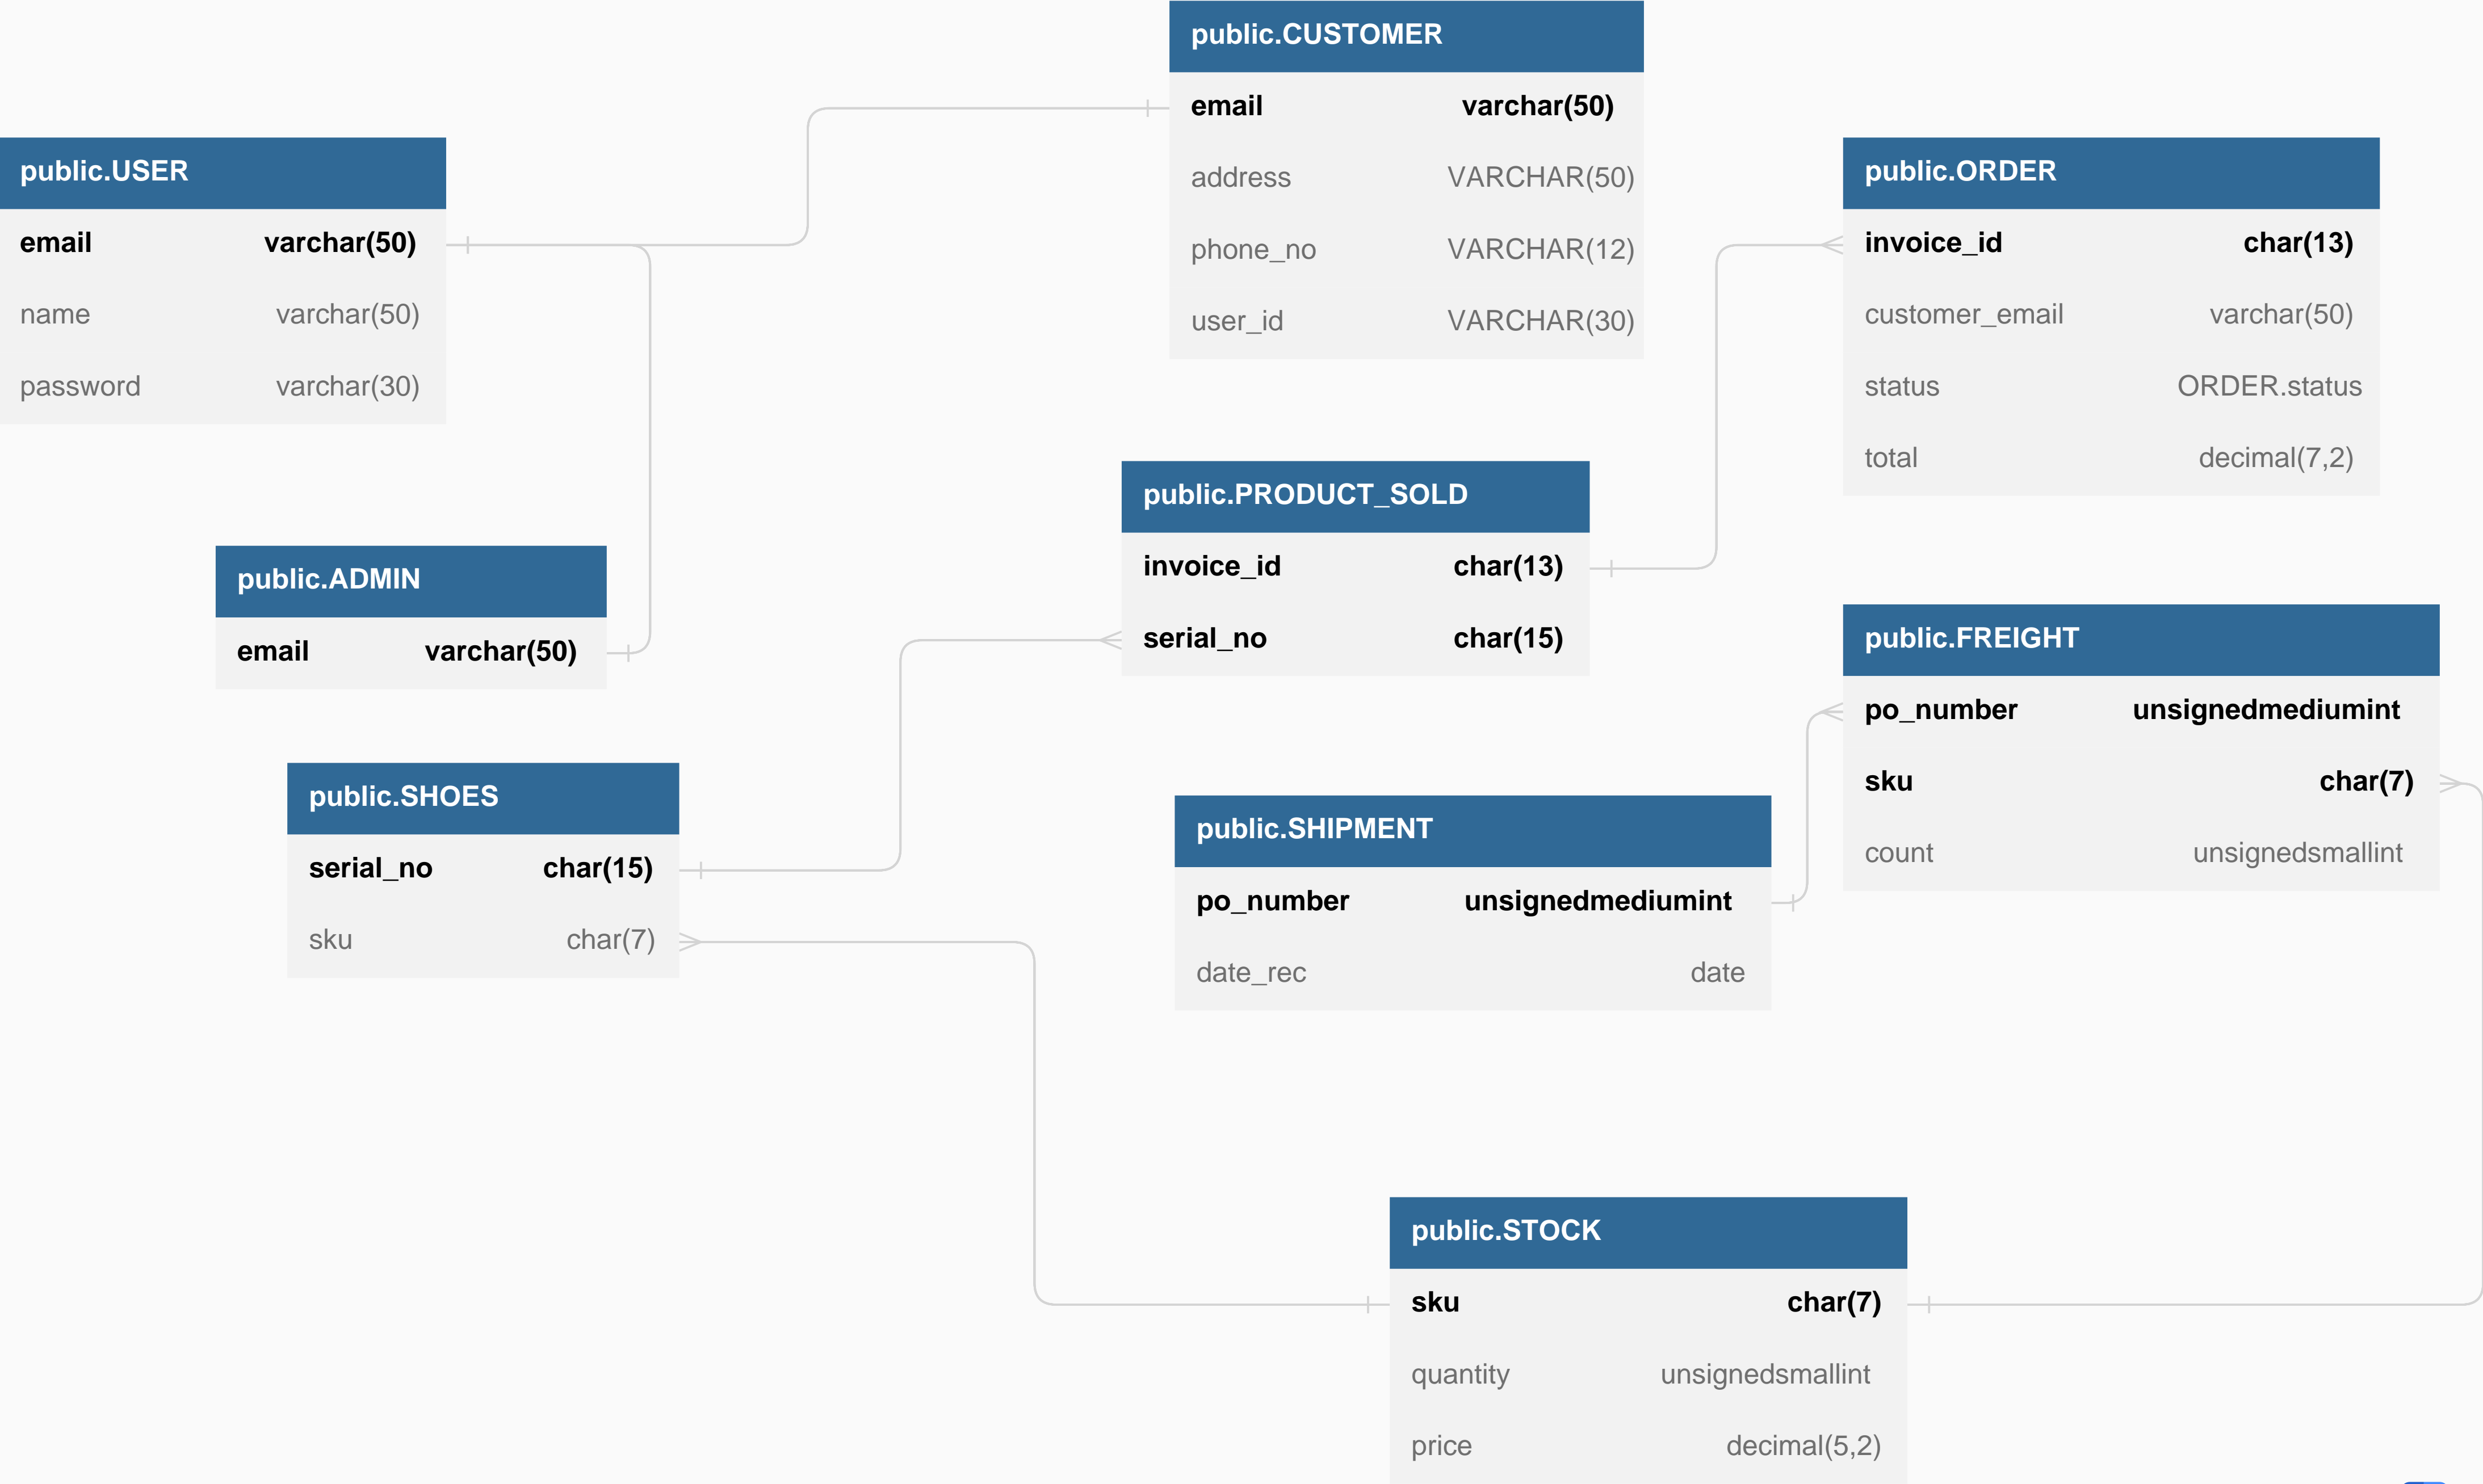 public.CUSTOMER
email varchar(50)
address VARCHAR(50)
phone_no VARCHAR(12)
user_id VARCHAR(30)
public.USER
email varchar(50)
name varchar(50)
password varchar(30)
public.ORDER
invoice_id char(13)
customer_email varchar(50)
status ORDER.status
total decimal(7,2)
public.PRODUCT_SOLD
invoice_id char(13)
serial_no char(15)
public.ADMIN
email varchar(50)
public.FREIGHT
po_number unsignedmediumint
sku char(7)
count unsignedsmallint
public.SHOES
serial_no char(15)
sku char(7)
public.SHIPMENT
po_number unsignedmediumint
date_rec date
public.STOCK
sku char(7)
quantity unsignedsmallint
price decimal(5,2)